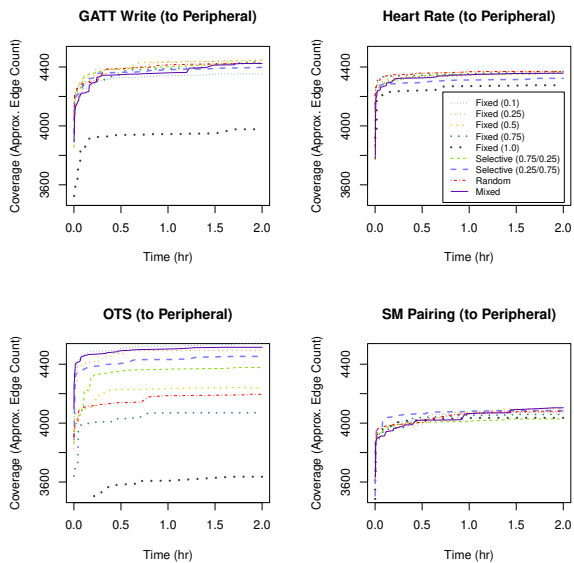 GATT Write (to Peripheral)
Coverage (Approx. Edge Count)
3600 4000 4400
0.0 0.5 1.0 1.5 2.0
Time (hr)
Heart Rate (to Peripheral)
Coverage (Approx. Edge Count)
3600 4000 4400
Fixed (0.1)
Fixed (0.25)
Fixed (0.5)
Fixed (0.75)
Fixed (1.0)
Selective (0.75/0.25)
Selective (0.25/0.75)
Random
Mixed
0.0 0.5 1.0 1.5 2.0
Time (hr)
OTS (to Peripheral)
Coverage (Approx. Edge Count)
3600 4000 4400
0.0 0.5 1.0 1.5 2.0
Time (hr)
SM Pairing (to Peripheral)
Coverage (Approx. Edge Count)
3600 4000 4400
0.0 0.5 1.0 1.5 2.0
Time (hr)